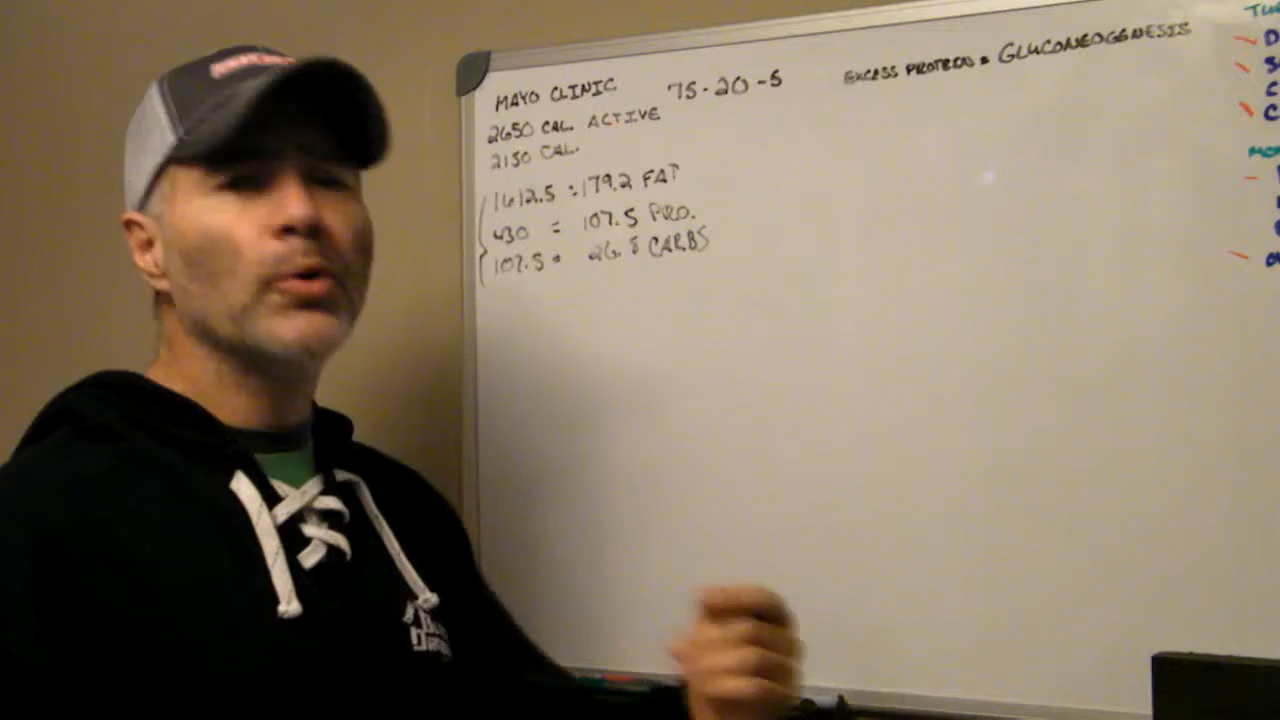 MAYO CLINIC 75-20-5
EXCESS PROTEIN = GLUCONEOGENESIS
2650 CAL. ACTIVE
2150 CAL.
1612.5 = 179.2 FAT
430 = 107.5 PRO.
107.5 = 26.8 CARBS